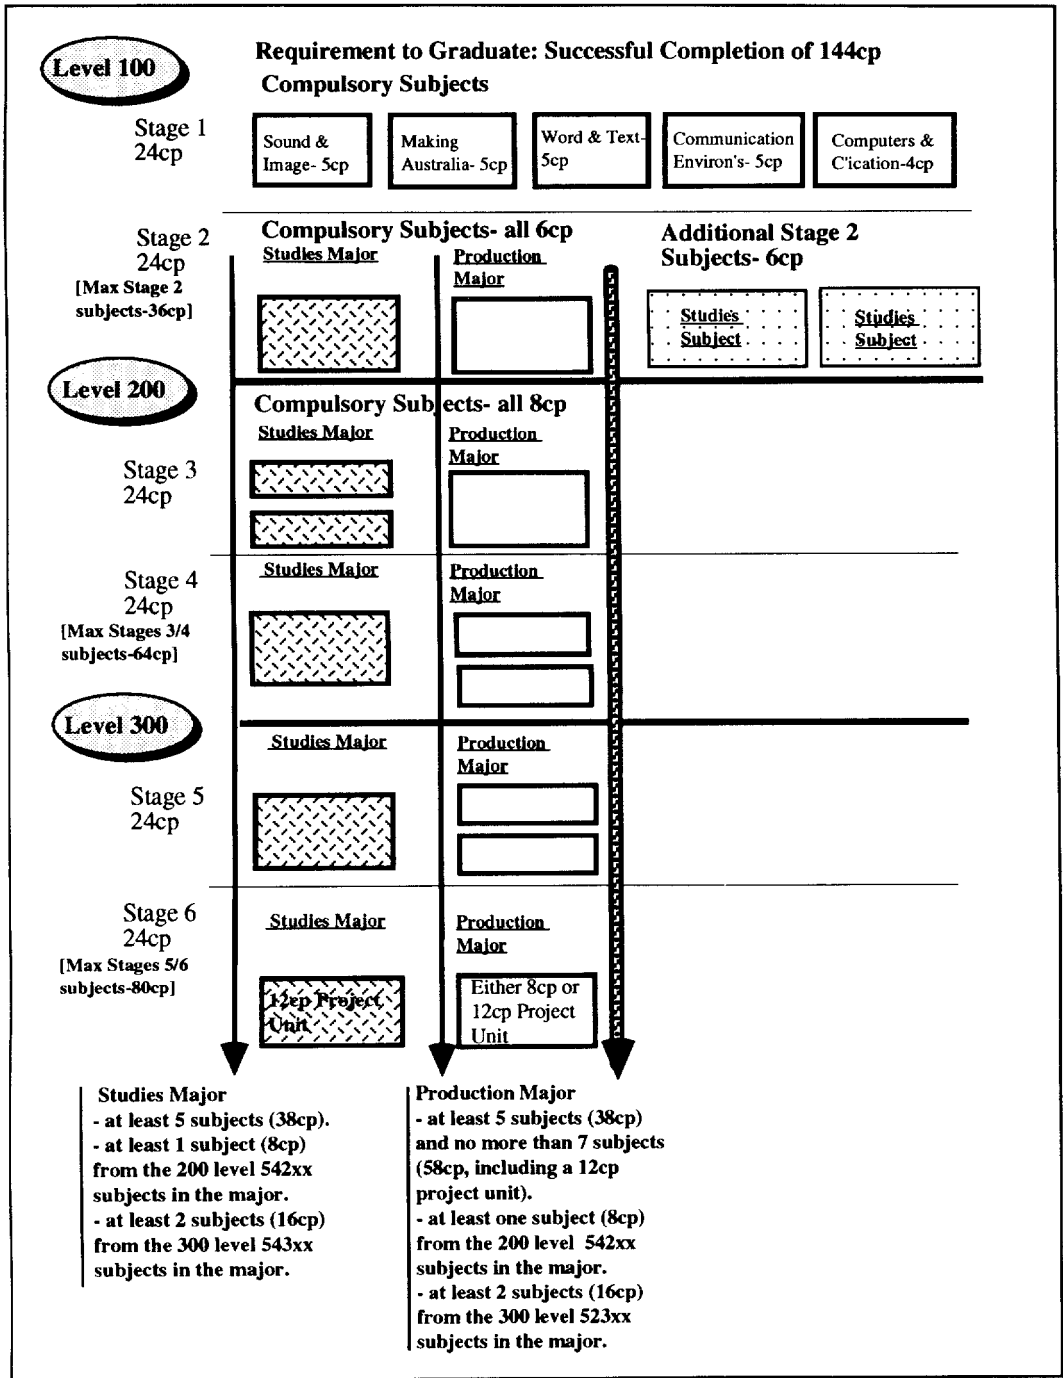 Level 100
Requirement to Graduate: Successful Completion of 144cp
Compulsory Subjects
Stage 1
24cp
Sound &
Image- 5cp
Making
Australia- 5cp
Word & Text-
5cp
Communication
Environ's- 5cp
Computers &
C'ication-4cp
Stage 2
24cp
[Max Stage 2
subjects-36cp]
Compulsory Subjects- all 6cp
Studies Major
Production
Major
Additional Stage 2
Subjects- 6cp
Studies
Subject
Studies
Subject
Level 200
Compulsory Subjects- all 8cp
Stage 3
24cp
Studies Major
Production
Major
Stage 4
24cp
[Max Stages 3/4
subjects-64cp]
Studies Major
Production
Major
Level 300
Stage 5
24cp
Studies Major
Production
Major
Stage 6
24cp
[Max Stages 5/6
subjects-80cp]
Studies Major
Production
Major
12cp Project
Unit
Either 8cp or
12cp Project
Unit
Studies Major
- at least 5 subjects (38cp).
- at least 1 subject (8cp)
from the 200 level 542xx
subjects in the major.
- at least 2 subjects (16cp)
from the 300 level 543xx
subjects in the major.
Production Major
- at least 5 subjects (38cp)
and no more than 7 subjects
(58cp, including a 12cp
project unit).
- at least one subject (8cp)
from the 200 level 542xx
subjects in the major.
- at least 2 subjects (16cp)
from the 300 level 523xx
subjects in the major.